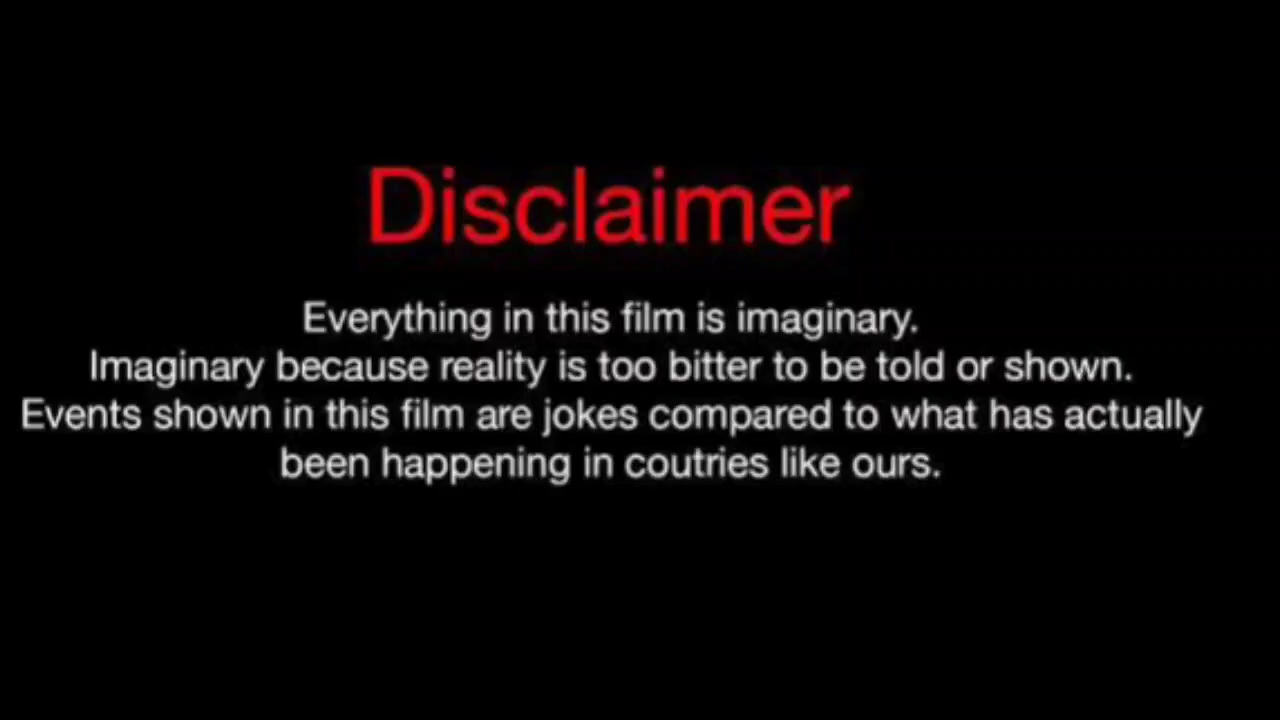 Disclaimer
Everything in this film is imaginary.
Imaginary because reality is too bitter to be told or shown.
Events shown in this film are jokes compared to what has actually
been happening in coutries like ours.